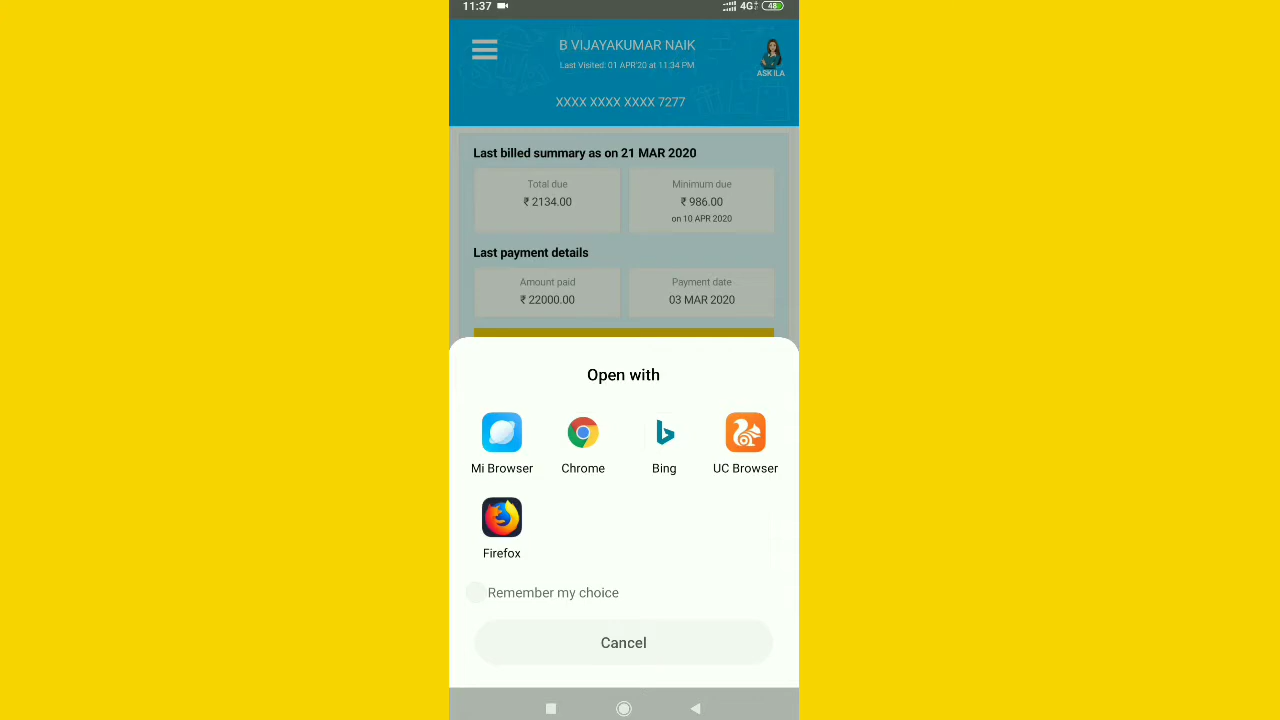 11:37 4G 48
B VIJAYAKUMAR NAIK
Last Visited: 01 APR'20 at 11:34 PM
ASK ILA
XXXX XXXX XXXX 7277
Last billed summary as on 21 MAR 2020
Total due Minimum due
₹ 2134.00 ₹ 986.00
on 10 APR 2020
Last payment details
Amount paid Payment date
₹ 22000.00 03 MAR 2020
Open with
Mi Browser Chrome Bing UC Browser
Firefox
Remember my choice
Cancel